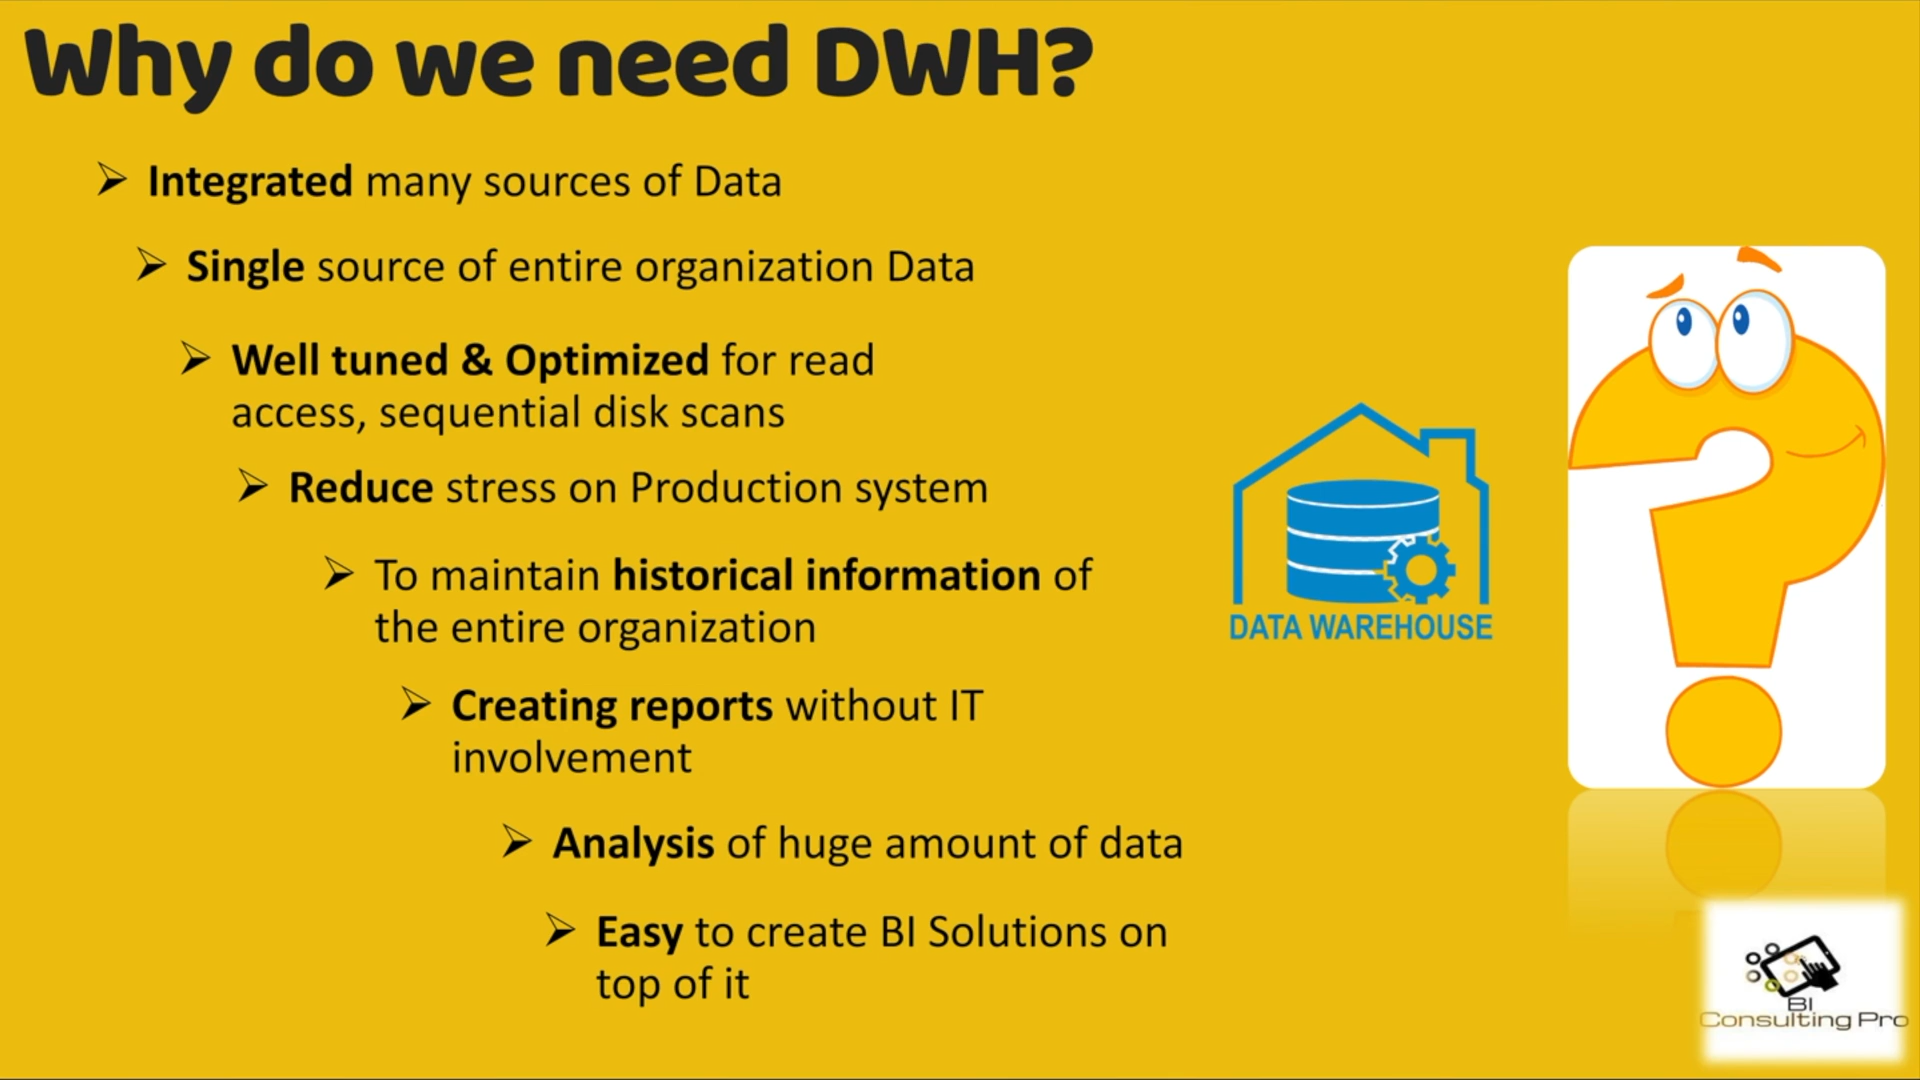 Why do we need DWH?
Integrated many sources of Data
Single source of entire organization Data
Well tuned & Optimized for read
access, sequential disk scans
Reduce stress on Production system
To maintain historical information of
the entire organization
Creating reports without IT
involvement
Analysis of huge amount of data
Easy to create BI Solutions on
top of it
DATA WAREHOUSE
BI
Consulting Pro